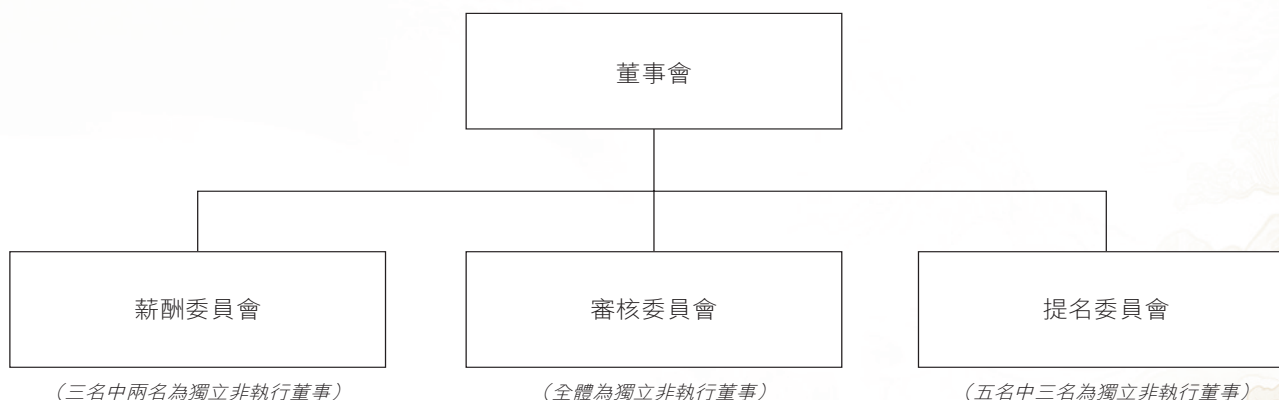 董事會
薪酬委員會
審核委員會
提名委員會
（三名中兩名為獨立非執行董事）
（全體為獨立非執行董事）
（五名中三名為獨立非執行董事）